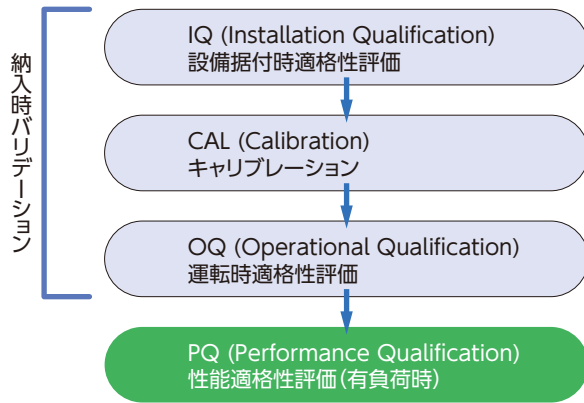 納入時バリデーション
IQ (Installation Qualification)
設備据付時適格性評価
CAL (Calibration)
キャリブレーション
OQ (Operational Qualification)
運転時適格性評価
PQ (Performance Qualification)
性能適格性評価(有負荷時)